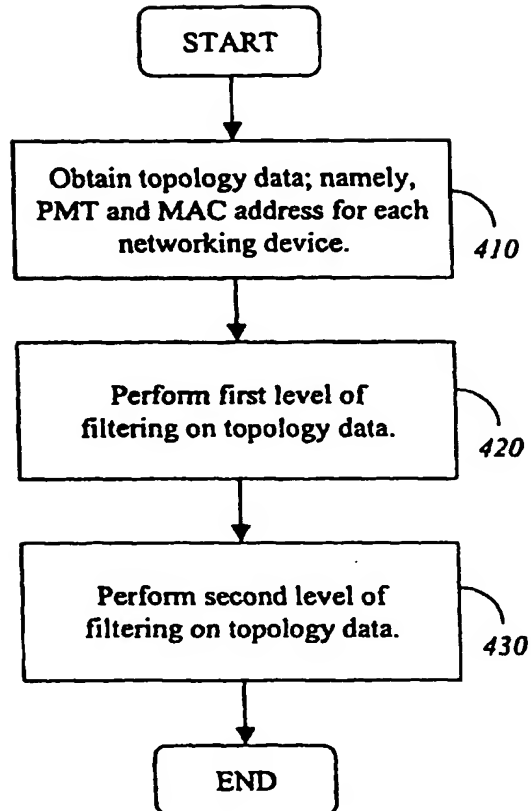 START
Obtain topology data; namely,
PMT and MAC address for each
networking device.
410
Perform first level of
filtering on topology data.
420
Perform second level of
filtering on topology data.
430
END